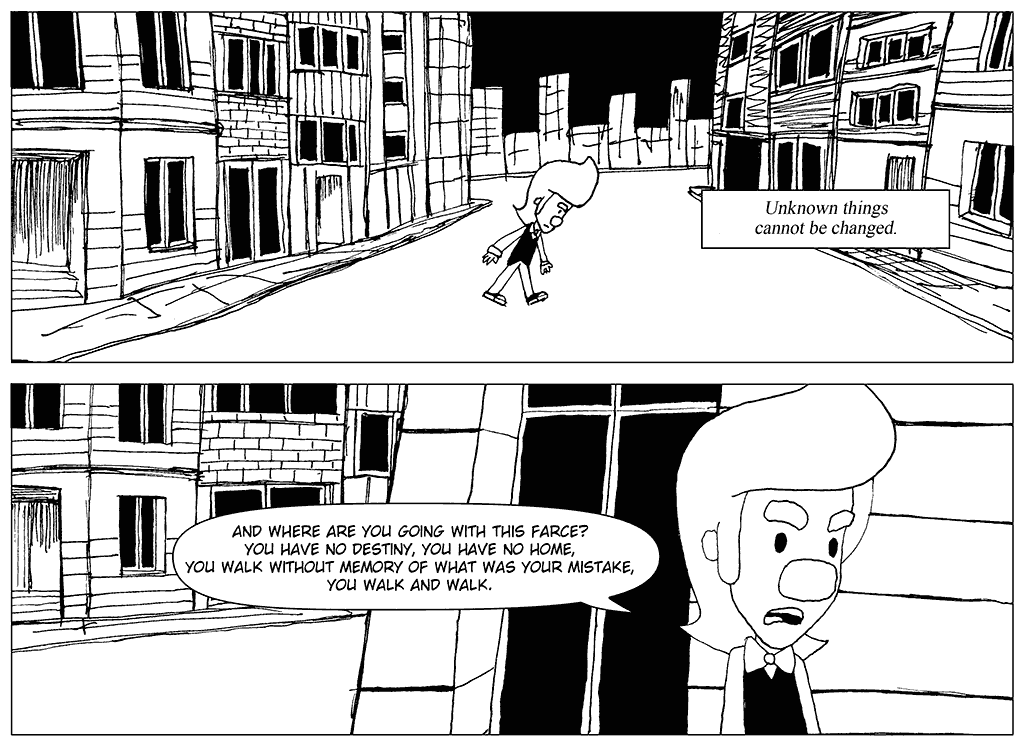 Unknown things
cannot be changed.
AND WHERE ARE YOU GOING WITH THIS FARCE?
YOU HAVE NO DESTINY, YOU HAVE NO HOME,
YOU WALK WITHOUT MEMORY OF WHAT WAS YOUR MISTAKE,
YOU WALK AND WALK.